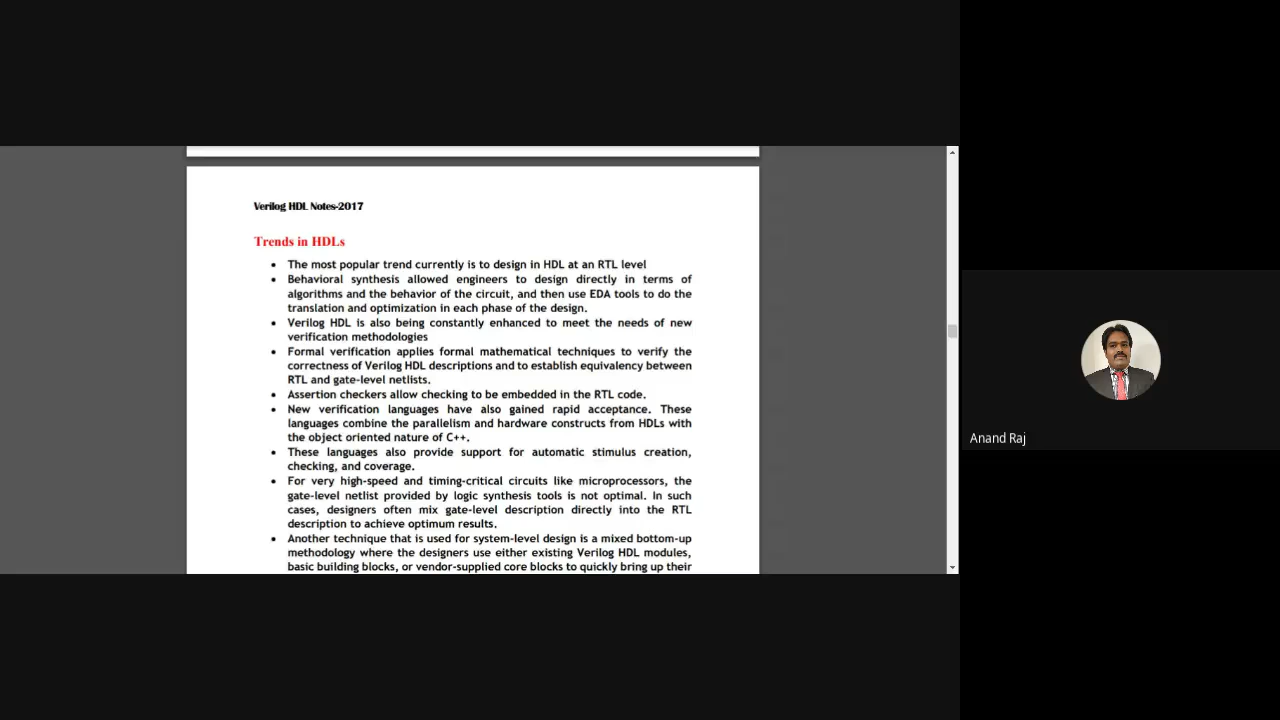 Verilog HDL Notes-2017
Trends in HDLs
• The most popular trend currently is to design in HDL at an RTL level
• Behavioral synthesis allowed engineers to design directly in terms of
algorithms and the behavior of the circuit, and then use EDA tools to do the
translation and optimization in each phase of the design.
• Verilog HDL is also being constantly enhanced to meet the needs of new
verification methodologies
• Formal verification applies formal mathematical techniques to verify the
correctness of Verilog HDL descriptions and to establish equivalency between
RTL and gate-level netlists.
• Assertion checkers allow checking to be embedded in the RTL code.
• New verification languages have also gained rapid acceptance. These
languages combine the parallelism and hardware constructs from HDLs with
the object oriented nature of C++.
• These languages also provide support for automatic stimulus creation,
checking, and coverage.
• For very high-speed and timing-critical circuits like microprocessors, the
gate-level netlist provided by logic synthesis tools is not optimal. In such
cases, designers often mix gate-level description directly into the RTL
description to achieve optimum results.
• Another technique that is used for system-level design is a mixed bottom-up
methodology where the designers use either existing Verilog HDL modules,
basic building blocks, or vendor-supplied core blocks to quickly bring up their
Anand Raj